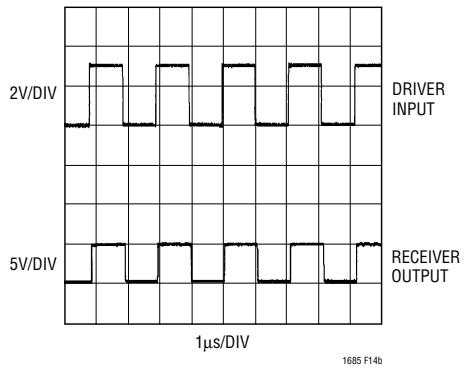 2V/DIV
DRIVER
INPUT
5V/DIV
RECEIVER
OUTPUT
1µs/DIV
1685 F14b